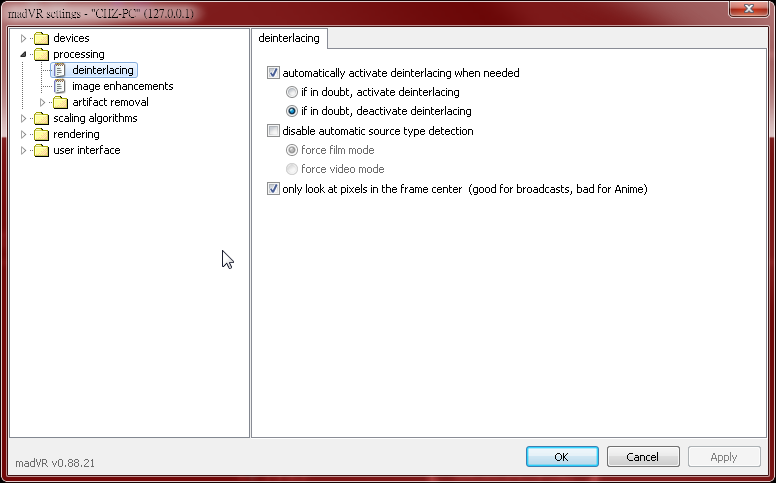 madVR settings - "CHZ-PC" (127.0.0.1)
devices
processing
deinterlacing
image enhancements
artifact removal
scaling algorithms
rendering
user interface
deinterlacing
automatically activate deinterlacing when needed
if in doubt, activate deinterlacing
if in doubt, deactivate deinterlacing
disable automatic source type detection
force film mode
force video mode
only look at pixels in the frame center  (good for broadcasts, bad for Anime)
madVR v0.88.21
OK
Cancel
Apply